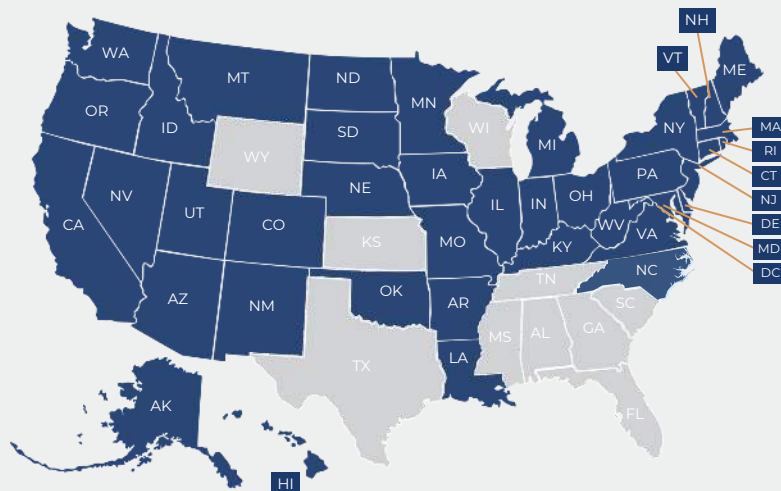 NH
WA
VT
ME
MT
ND
MN
OR
ID
SD
WI
NY
MA
MI
RI
WY
CT
PA
IA
NE
NJ
NV
OH
IL
IN
UT
DE
CA
CO
WV
VA
MO
KS
KY
MD
NC
DC
TN
AZ
OK
NM
AR
SC
MS
AL
GA
LA
TX
AK
FL
HI